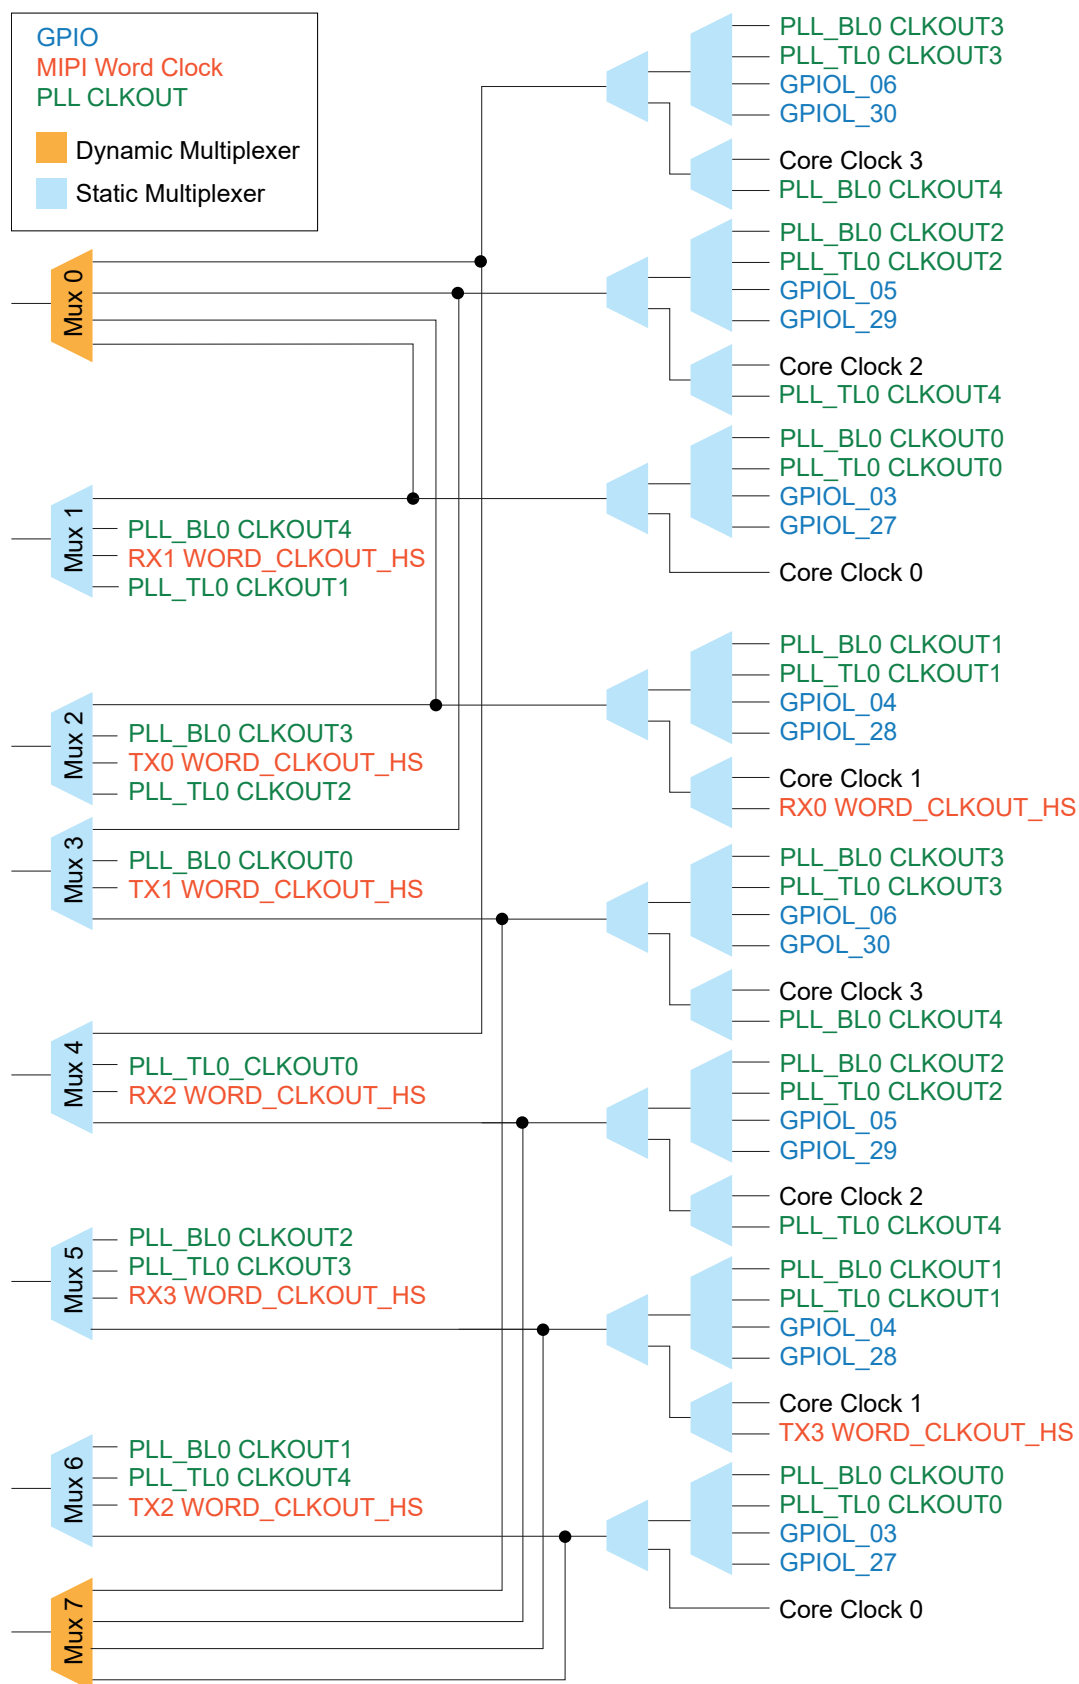 GPIO
MIPI Word Clock
PLL CLKOUT
Dynamic Multiplexer
Static Multiplexer
PLL_BL0 CLKOUT3
PLL_TL0 CLKOUT3
GPIOL_06
GPIOL_30
Core Clock 3
PLL_BL0 CLKOUT4
Mux 0
PLL_BL0 CLKOUT2
PLL_TL0 CLKOUT2
GPIOL_05
GPIOL_29
Core Clock 2
PLL_TL0 CLKOUT4
Mux 1
PLL_BL0 CLKOUT4
RX1 WORD_CLKOUT_HS
PLL_TL0 CLKOUT1
PLL_BL0 CLKOUT0
PLL_TL0 CLKOUT0
GPIOL_03
GPIOL_27
Core Clock 0
Mux 2
PLL_BL0 CLKOUT3
TX0 WORD_CLKOUT_HS
PLL_TL0 CLKOUT2
PLL_BL0 CLKOUT1
PLL_TL0 CLKOUT1
GPIOL_04
GPIOL_28
Core Clock 1
RX0 WORD_CLKOUT_HS
Mux 3
PLL_BL0 CLKOUT0
TX1 WORD_CLKOUT_HS
PLL_BL0 CLKOUT3
PLL_TL0 CLKOUT3
GPIOL_06
GPOL_30
Core Clock 3
PLL_BL0 CLKOUT4
Mux 4
PLL_TL0_CLKOUT0
RX2 WORD_CLKOUT_HS
PLL_BL0 CLKOUT2
PLL_TL0 CLKOUT2
GPIOL_05
GPIOL_29
Core Clock 2
PLL_TL0 CLKOUT4
Mux 5
PLL_BL0 CLKOUT2
PLL_TL0 CLKOUT3
RX3 WORD_CLKOUT_HS
PLL_BL0 CLKOUT1
PLL_TL0 CLKOUT1
GPIOL_04
GPIOL_28
Core Clock 1
TX3 WORD_CLKOUT_HS
Mux 6
PLL_BL0 CLKOUT1
PLL_TL0 CLKOUT4
TX2 WORD_CLKOUT_HS
PLL_BL0 CLKOUT0
PLL_TL0 CLKOUT0
GPIOL_03
GPIOL_27
Core Clock 0
Mux 7